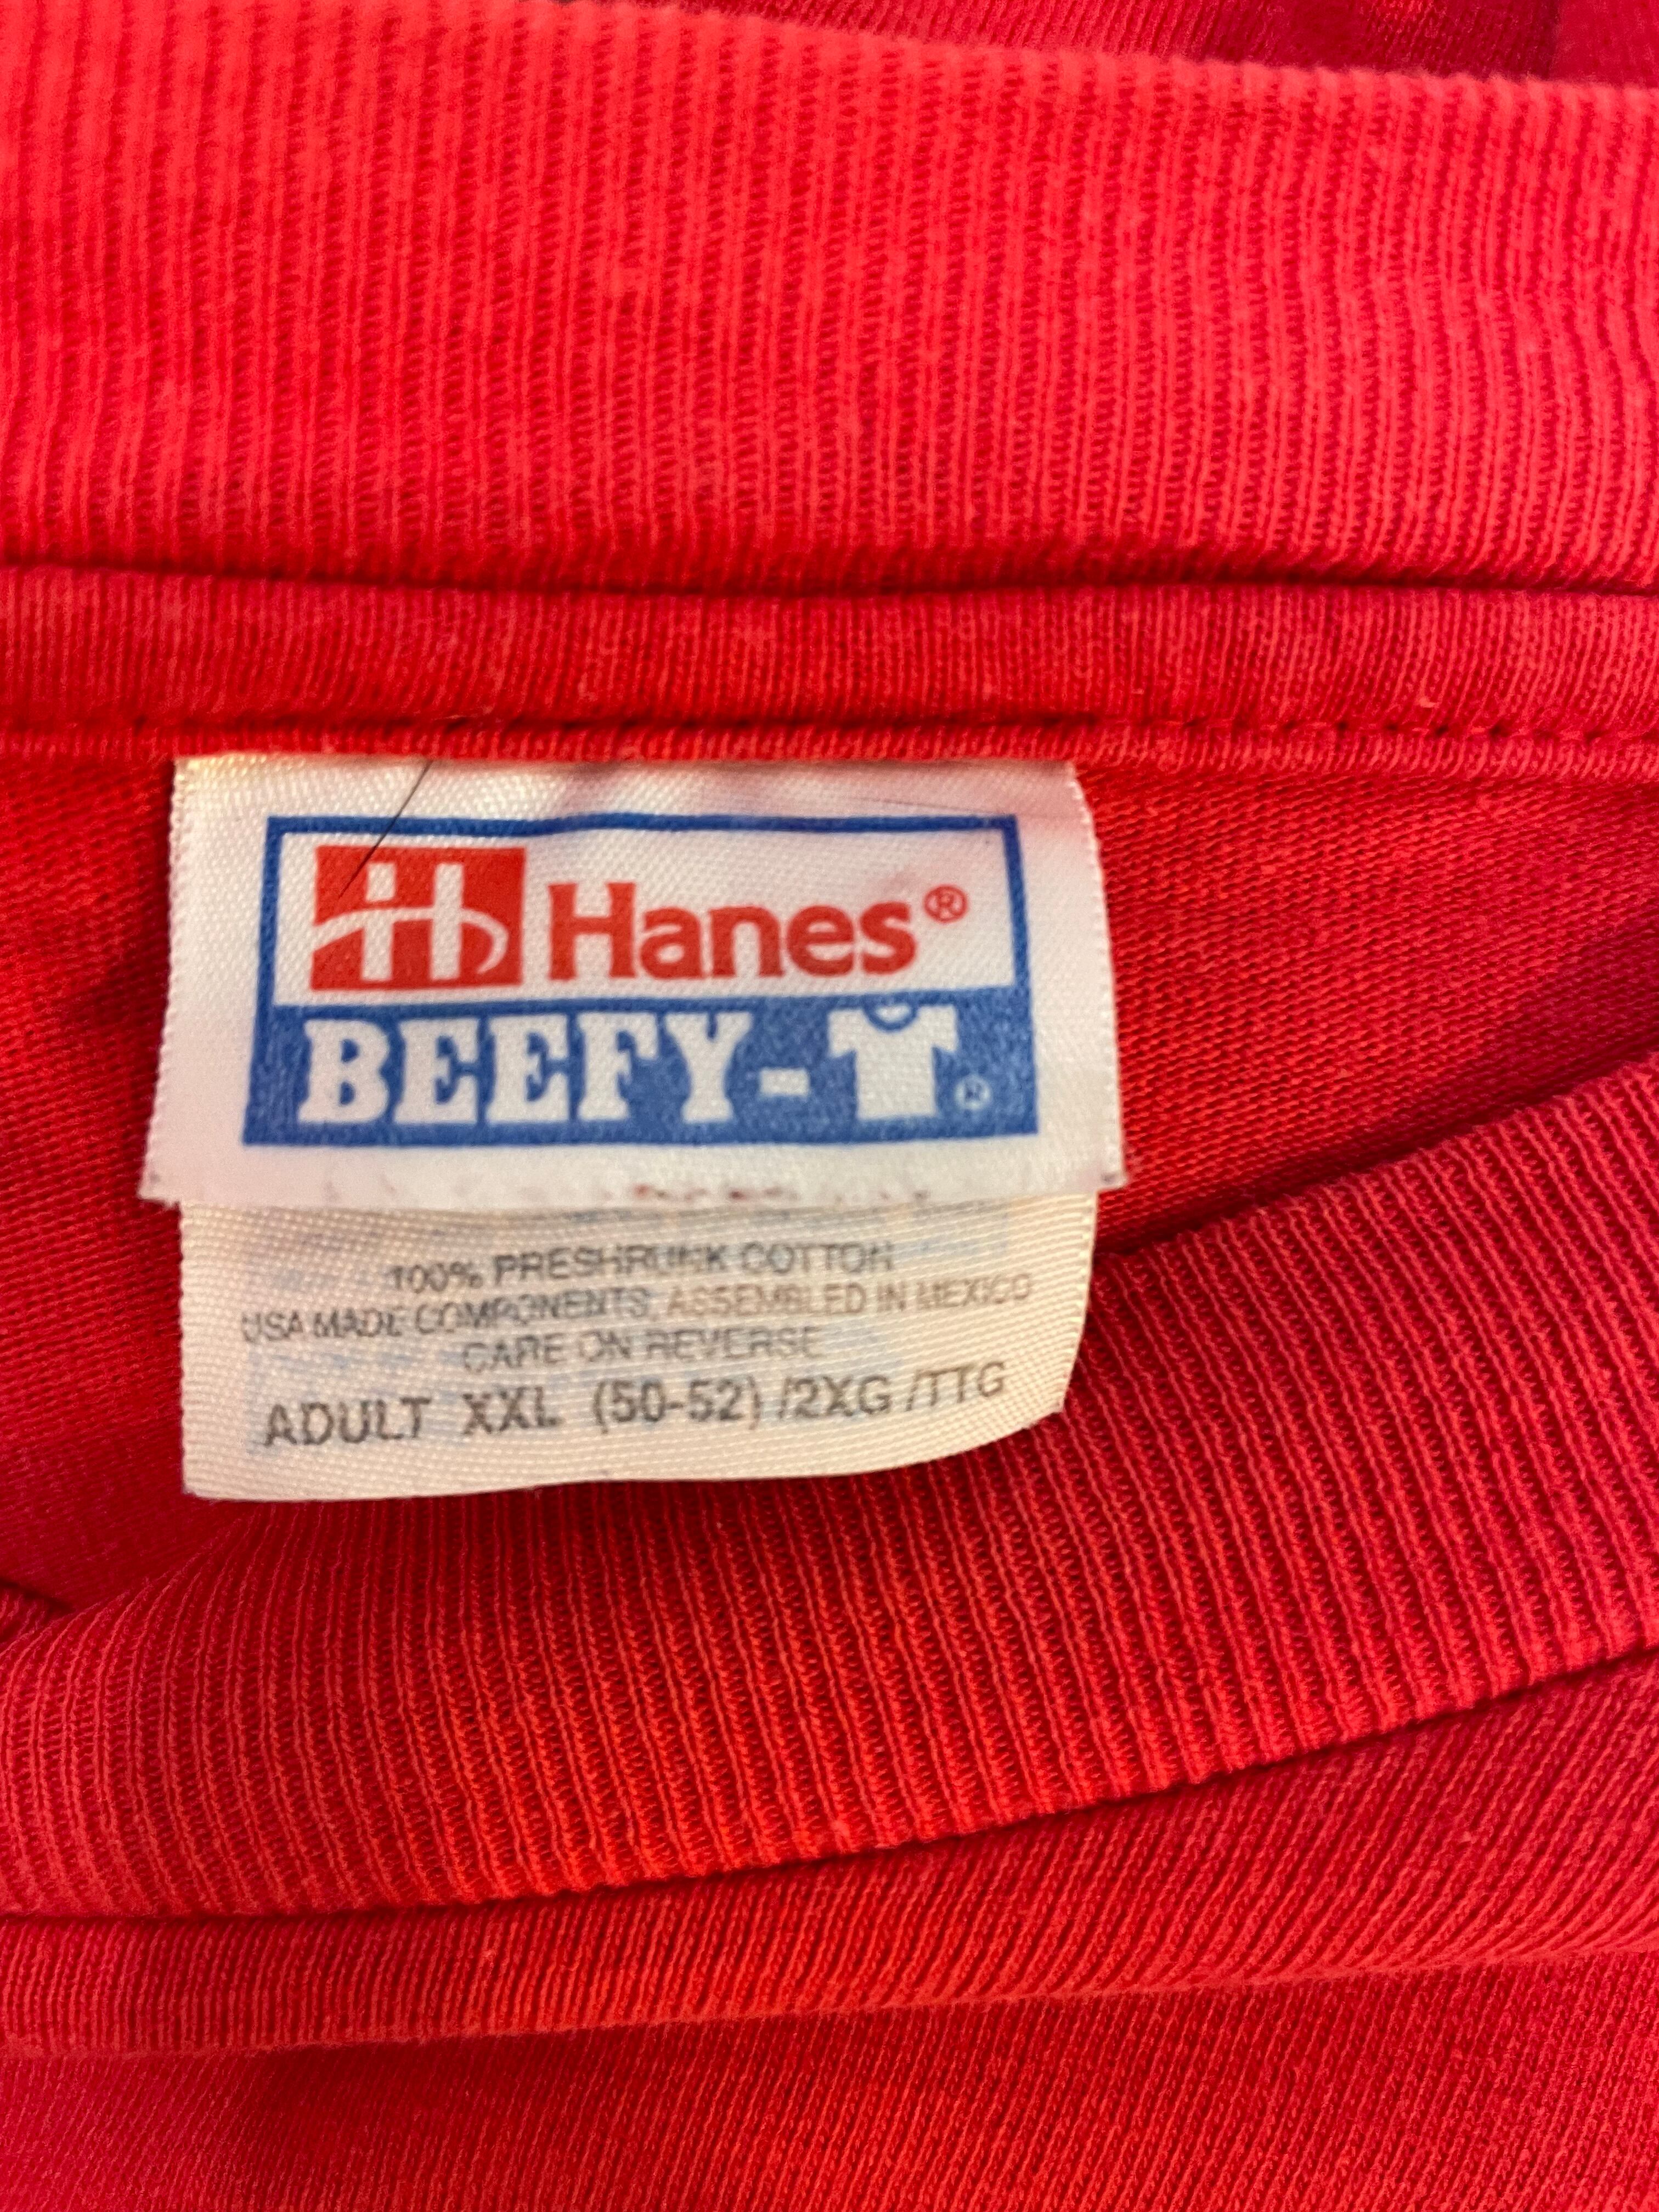 H Hanes®
BEEFY-T®
100% PRESHRUNK COTTON
USA MADE COMPONENTS, ASSEMBLED IN MEXICO
CARE ON REVERSE
ADULT XXL (50-52) /2XG /TTG